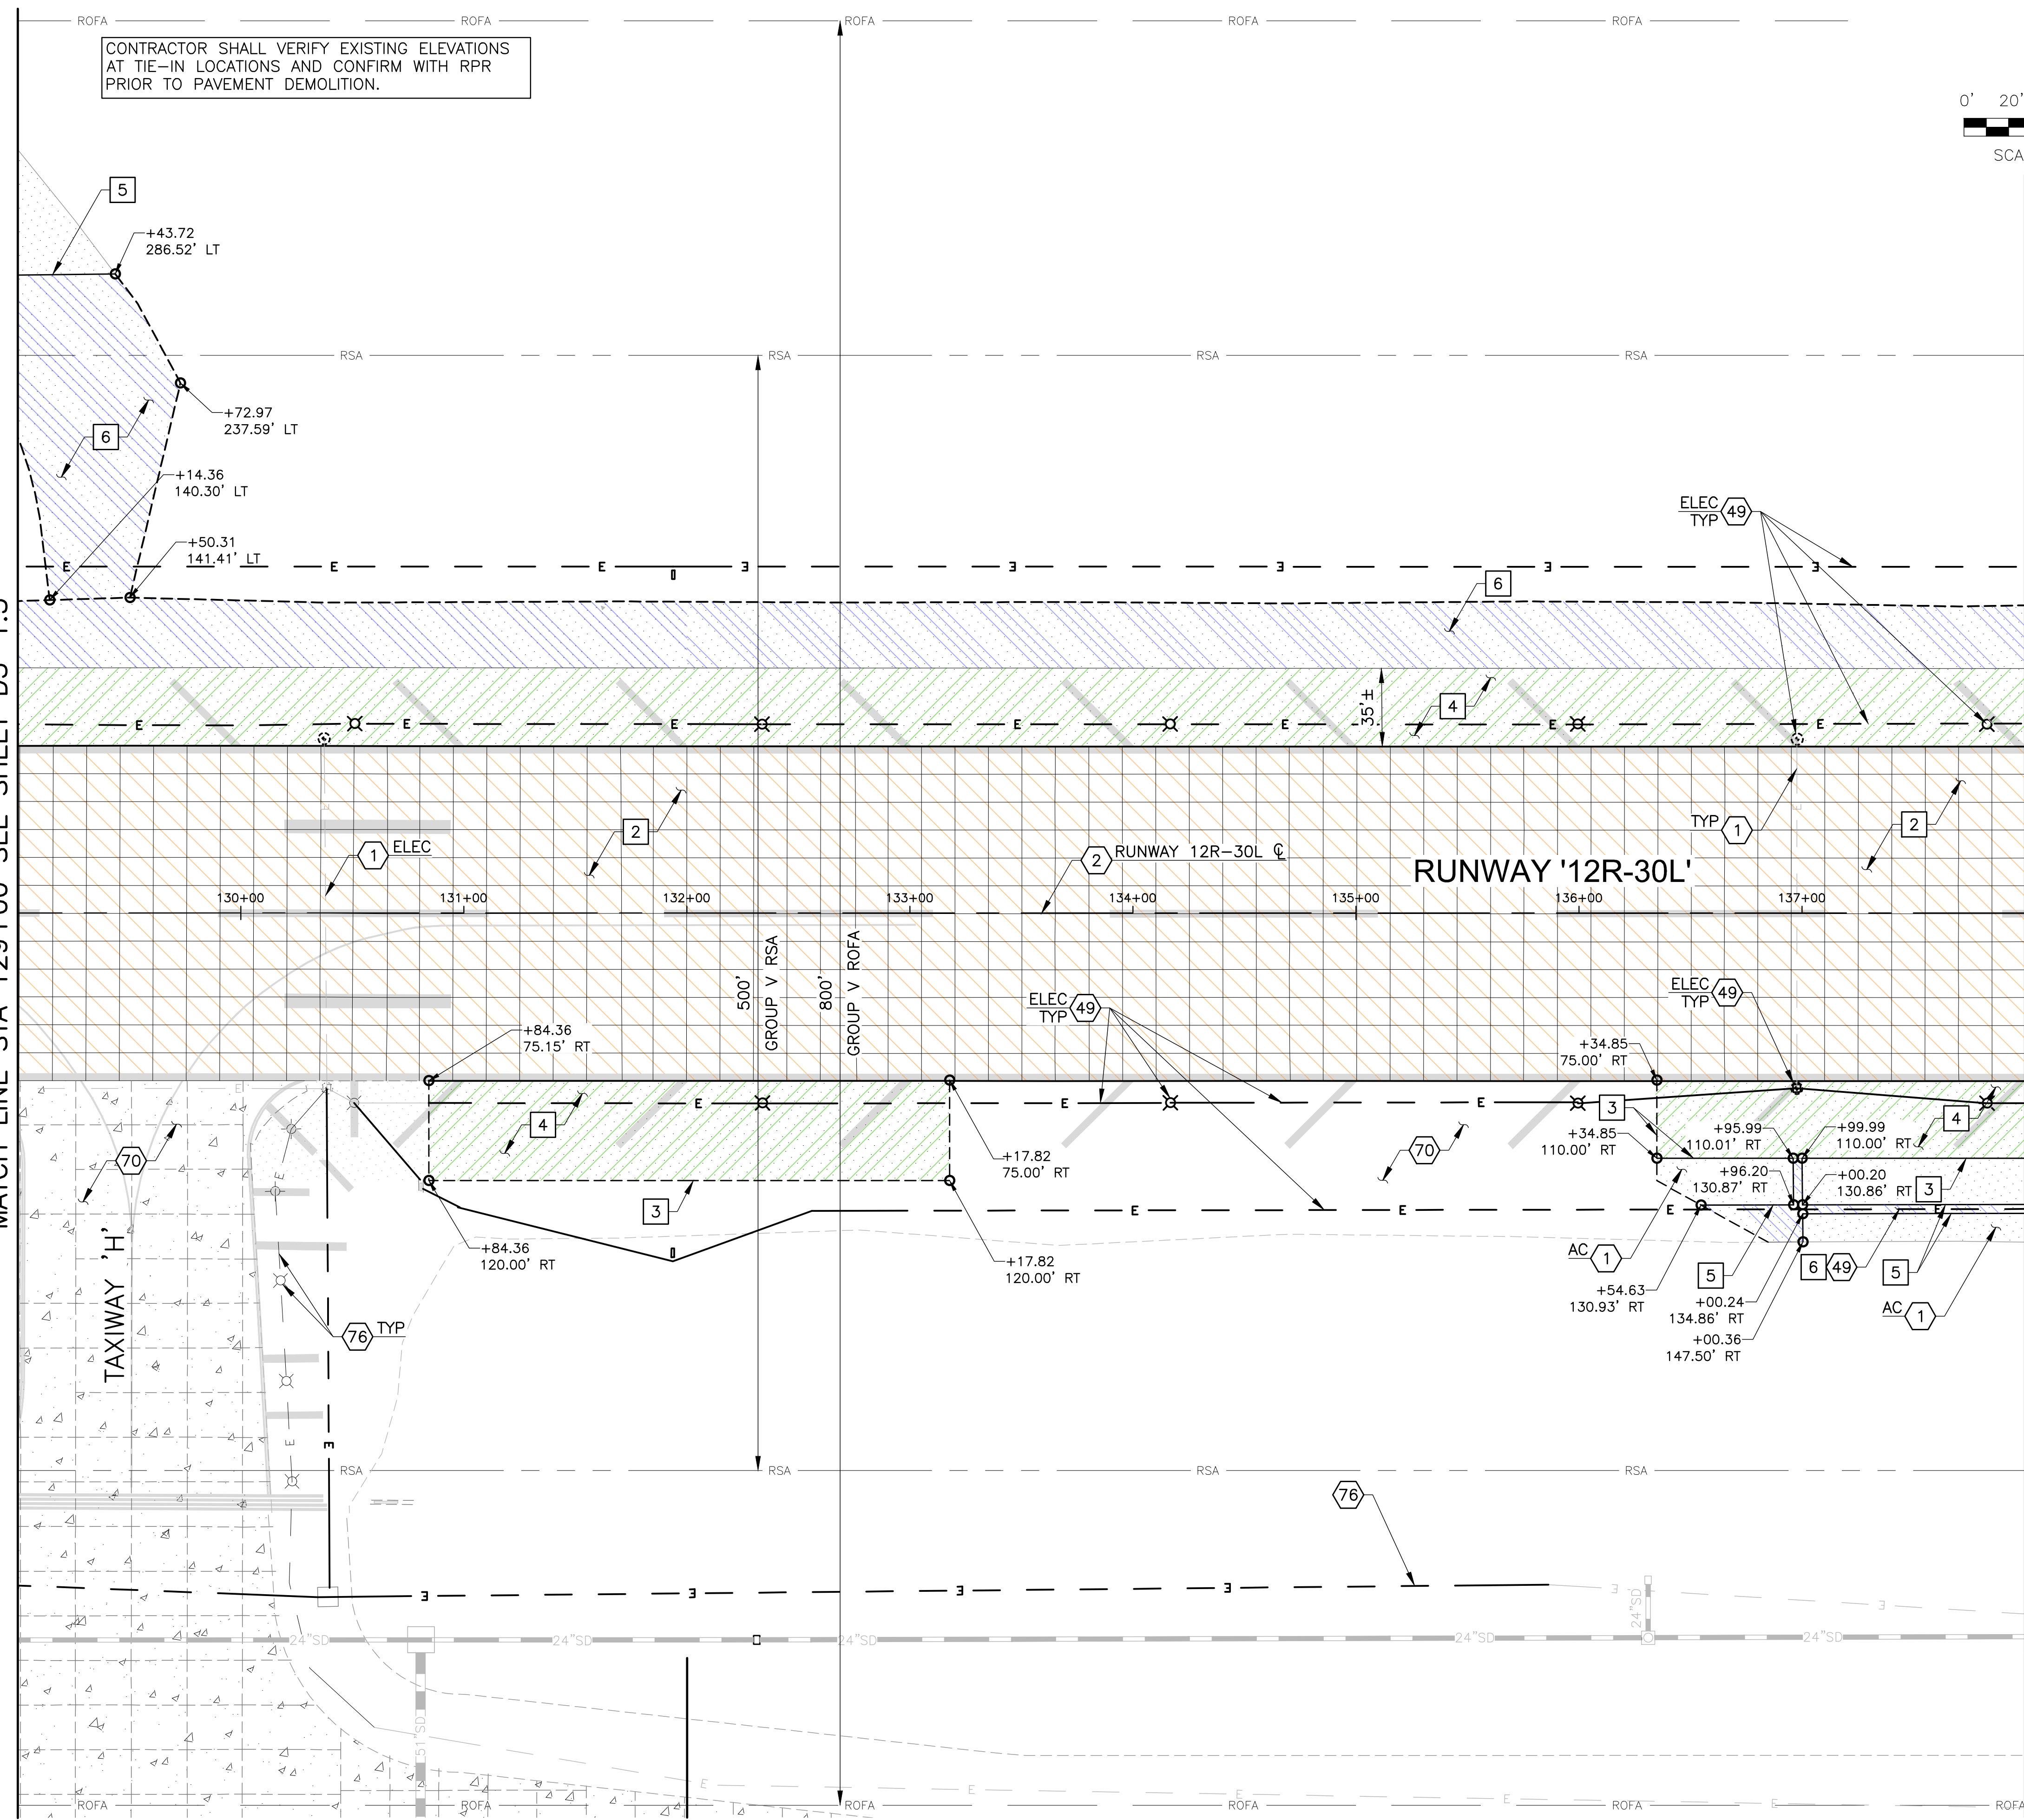 ROFA ROFA ROFA ROFA ROFA
CONTRACTOR SHALL VERIFY EXISTING ELEVATIONS
AT TIE-IN LOCATIONS AND CONFIRM WITH RPR
PRIOR TO PAVEMENT DEMOLITION.
0' 20'
SCA
5
+43.72
286.52' LT
RSA RSA RSA RSA
+72.97
237.59' LT
6
+14.36
140.30' LT
ELEC
TYP 49
+50.31
141.41' LT
E E E E E E E E
6
35'±
4
E E E E E E E
2
1 ELEC
2 RUNWAY 12R-30L ℄
TYP 1
2
RUNWAY '12R-30L'
130+00 131+00 132+00 133+00 134+00 135+00 136+00 137+00
MATCH LINE STA 129+00 SEE SHEET
500'
GROUP V RSA
800'
GROUP V ROFA
ELEC
TYP 49
ELEC
TYP 49
+84.36
75.15' RT
+34.85
75.00' RT
E E E E
4
3
4
70
+17.82
75.00' RT
70
+34.85
110.00' RT
+95.99
110.01' RT
+99.99
110.00' RT
+96.20
130.87' RT
+00.20
130.86' RT
3
3
E E E E
+84.36
120.00' RT
+17.82
120.00' RT
AC 1
+54.63
130.93' RT
5
6 49
5
+00.24
134.86' RT
+00.36
147.50' RT
AC 1
TAXIWAY 'H'
76 TYP
E
E
E
RSA RSA RSA RSA
76
E E E E E E
24"SD
24"SD 24"SD 24"SD 24"SD 24"SD
51"SD
E E E E E
ROFA ROFA ROFA ROFA ROFA ROFA